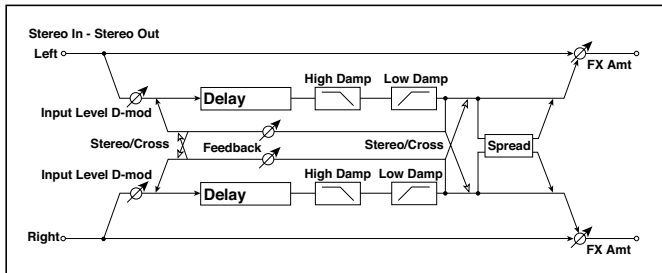 Stereo In - Stereo Out
Left
FX Amt
High Damp Low Damp
Delay
Input Level D-mod
Stereo/Cross Feedback Stereo/Cross
Spread
Input Level D-mod
High Damp Low Damp
Delay
Right
FX Amt